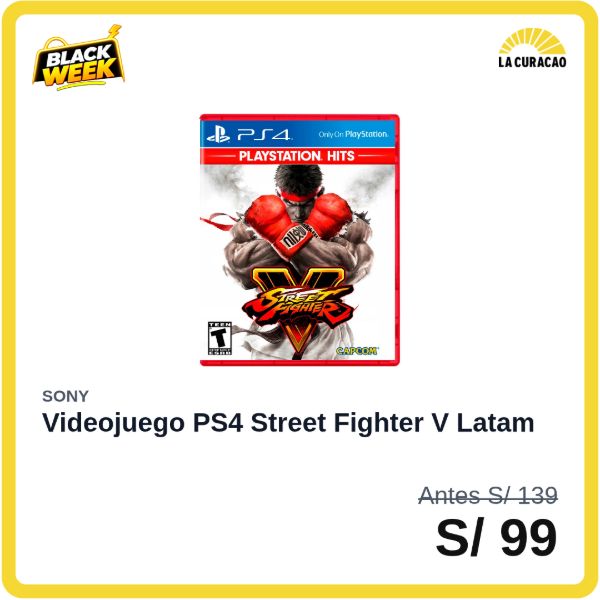 BLACK
WEEK
LA CURACAO
PS4
Only On PlayStation.
PLAYSTATION. HITS
V
STREET
FIGHTER
TEEN
T
ESRB
CAPCOM
SONY
Videojuego PS4 Street Fighter V Latam
Antes S/ 139
S/ 99